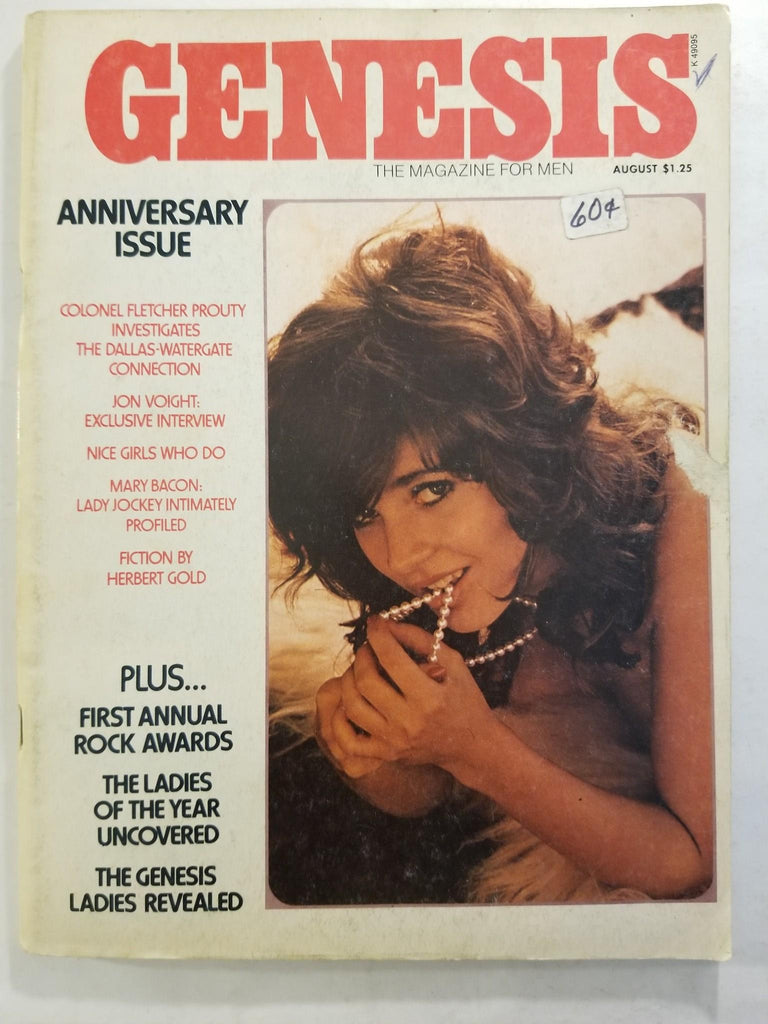 K 49095
GENESIS
THE MAGAZINE FOR MEN
AUGUST $1.25
60¢
ANNIVERSARY
ISSUE
COLONEL FLETCHER PROUTY
INVESTIGATES
THE DALLAS-WATERGATE
CONNECTION
JON VOIGHT:
EXCLUSIVE INTERVIEW
NICE GIRLS WHO DO
MARY BACON:
LADY JOCKEY INTIMATELY
PROFILED
FICTION BY
HERBERT GOLD
PLUS...
FIRST ANNUAL
ROCK AWARDS
THE LADIES
OF THE YEAR
UNCOVERED
THE GENESIS
LADIES REVEALED